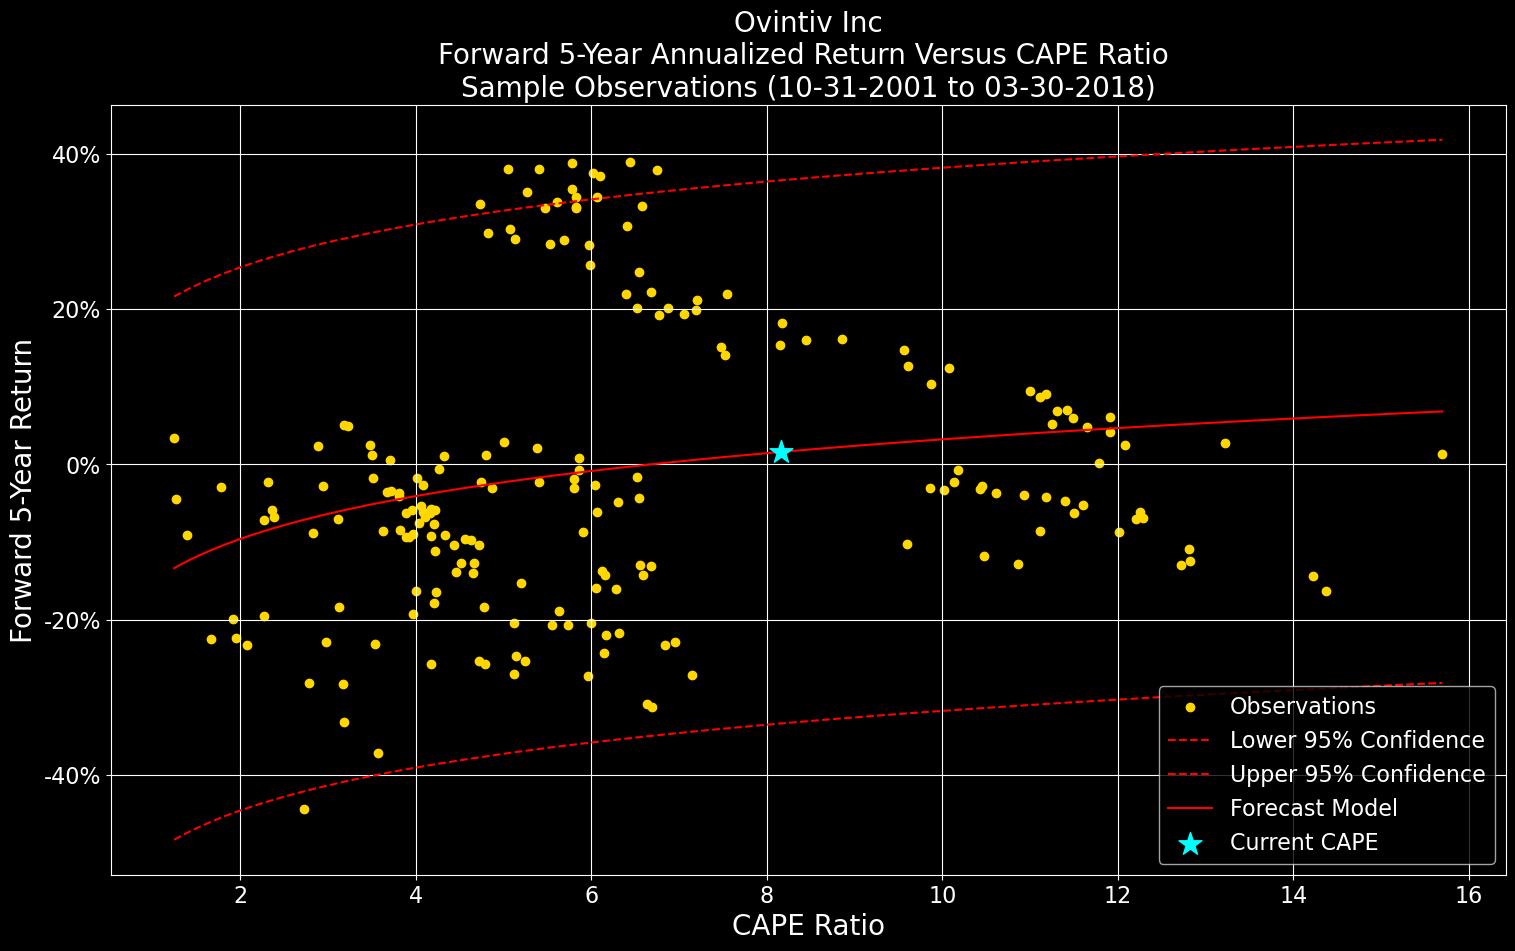 Ovintiv Inc
Forward 5-Year Annualized Return Versus CAPE Ratio
Sample Observations (10-31-2001 to 03-30-2018)
Forward 5-Year Return
40%
20%
0%
-20%
-40%
2 4 6 8 10 12 14 16
CAPE Ratio
Observations
Lower 95% Confidence
Upper 95% Confidence
Forecast Model
Current CAPE